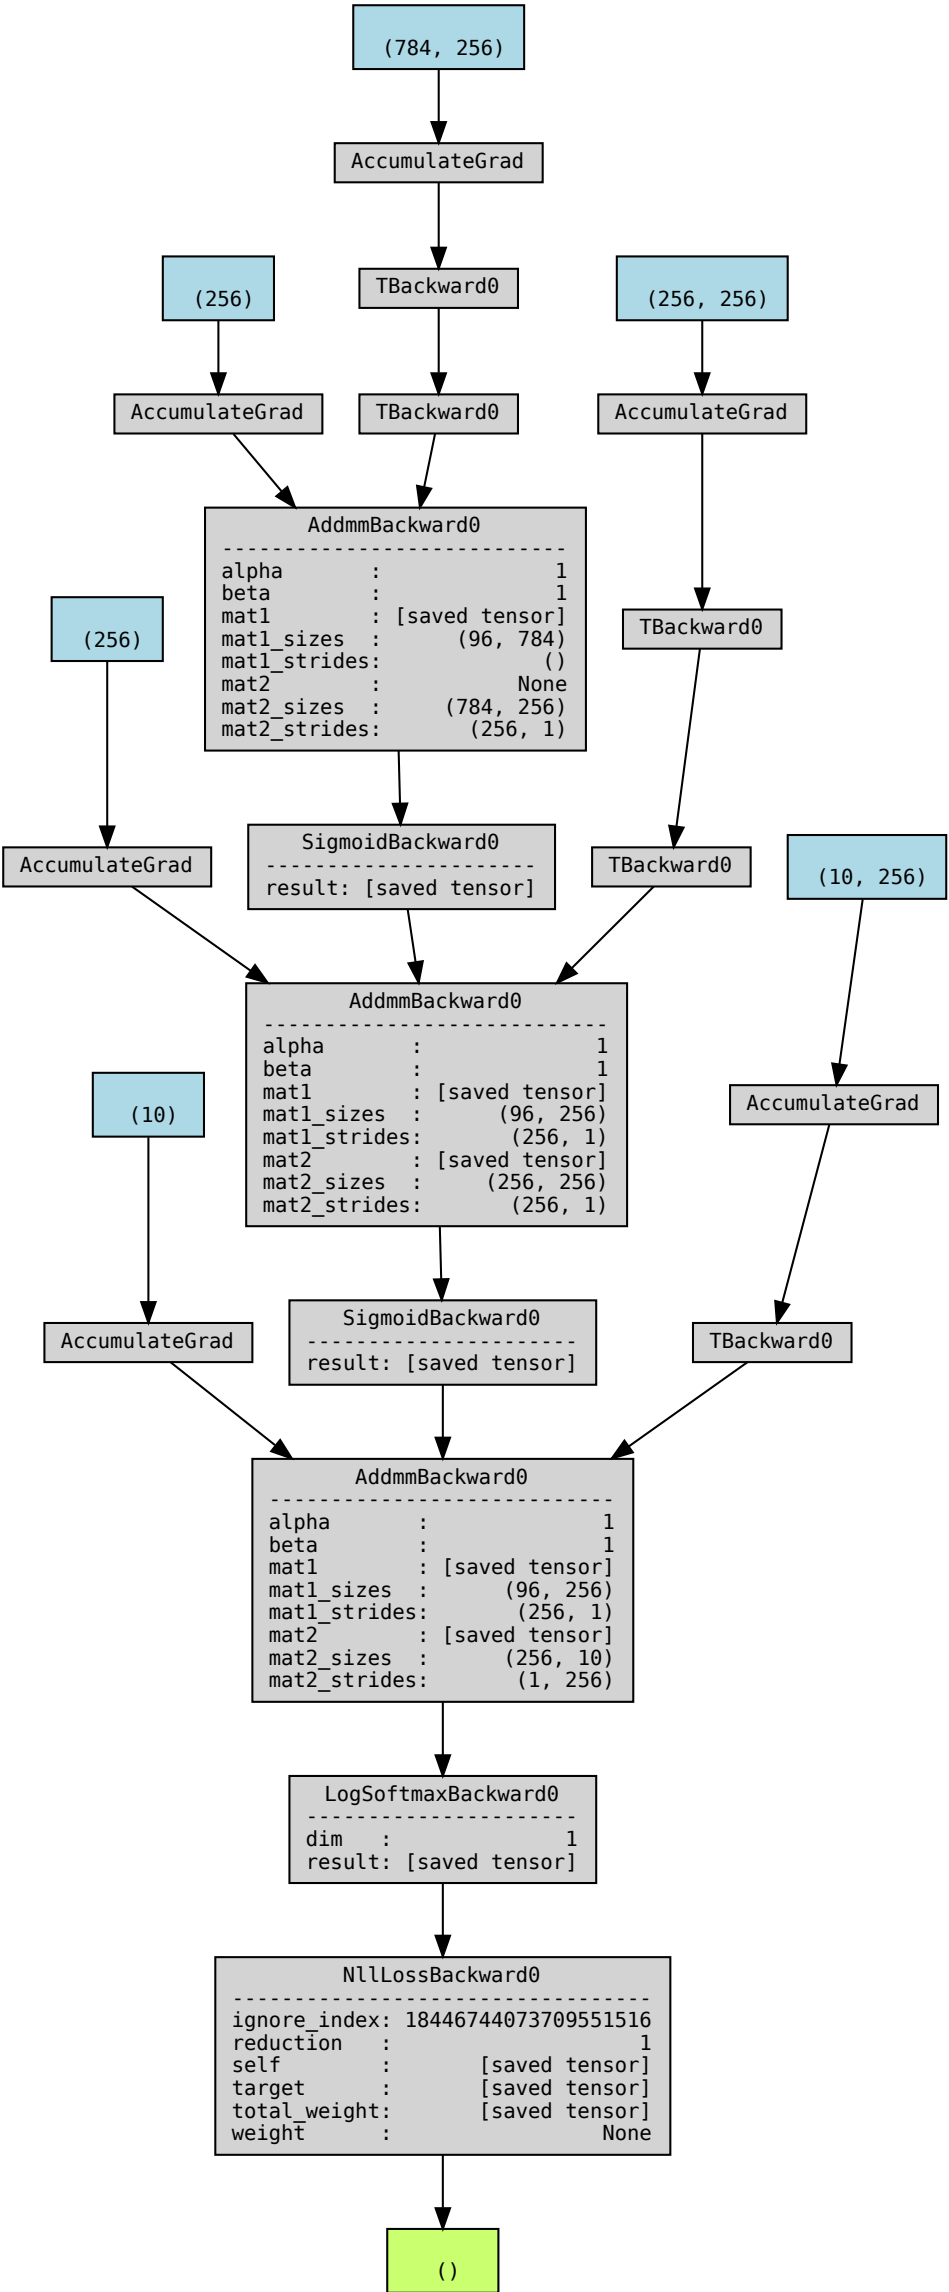 (784, 256)
AccumulateGrad
TBackward0
(256)
(256, 256)
AccumulateGrad
TBackward0
AccumulateGrad
AddmmBackward0
----------------------------
alpha       :              1
beta        :              1
mat1        : [saved tensor]
mat1_sizes  :      (96, 784)
mat1_strides:             ()
mat2        :           None
mat2_sizes  :     (784, 256)
mat2_strides:       (256, 1)
(256)
TBackward0
AccumulateGrad
SigmoidBackward0
----------------------
result: [saved tensor]
TBackward0
(10, 256)
AddmmBackward0
----------------------------
alpha       :              1
beta        :              1
mat1        : [saved tensor]
mat1_sizes  :      (96, 256)
mat1_strides:       (256, 1)
mat2        : [saved tensor]
mat2_sizes  :     (256, 256)
mat2_strides:       (256, 1)
(10)
AccumulateGrad
AccumulateGrad
SigmoidBackward0
----------------------
result: [saved tensor]
TBackward0
AddmmBackward0
----------------------------
alpha       :              1
beta        :              1
mat1        : [saved tensor]
mat1_sizes  :      (96, 256)
mat1_strides:       (256, 1)
mat2        : [saved tensor]
mat2_sizes  :      (256, 10)
mat2_strides:       (1, 256)
LogSoftmaxBackward0
----------------------
dim   :              1
result: [saved tensor]
NllLossBackward0
----------------------------------
ignore_index: 18446744073709551516
reduction   :                    1
self        :       [saved tensor]
target      :       [saved tensor]
total_weight:       [saved tensor]
weight      :                 None
()